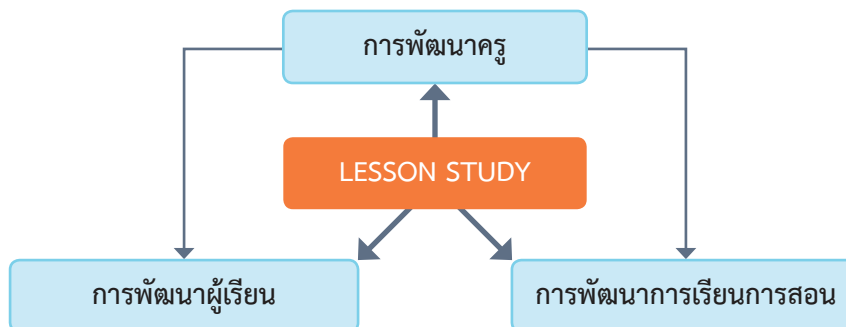 การพัฒนาครู
LESSON STUDY
การพัฒนาผู้เรียน
การพัฒนาการเรียนการสอน